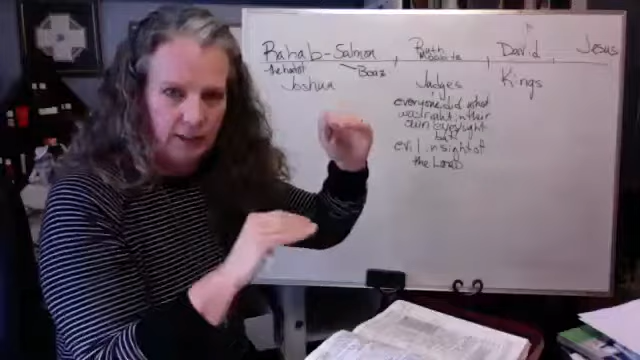 Rahab-Salmon
Ruth
Moabite
David
Jesus
Boaz
Joshua
Judges
Kings
everyone did what
was right in their
own eyesight
but
evil in sight of
the Lord